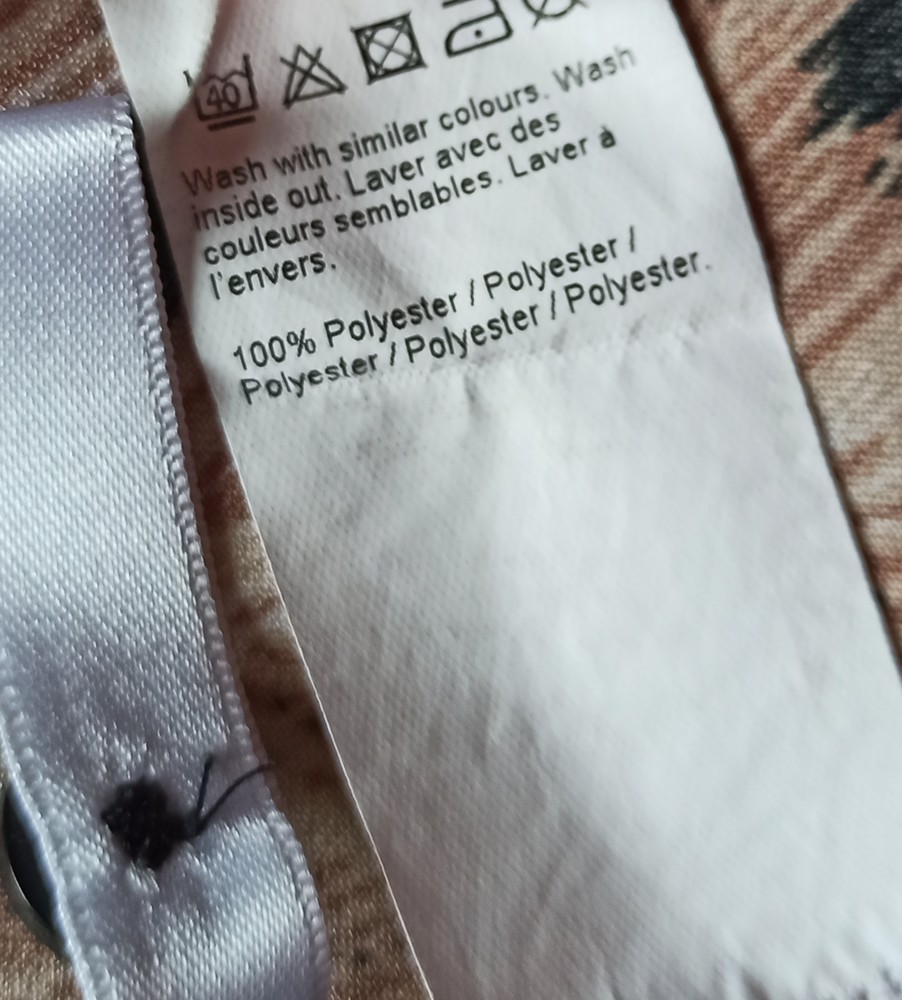 40
Wash with similar colours. Wash
inside out. Laver avec des
couleurs semblables. Laver à
l'envers.
100% Polyester / Polyester /
Polyester / Polyester / Polyester.